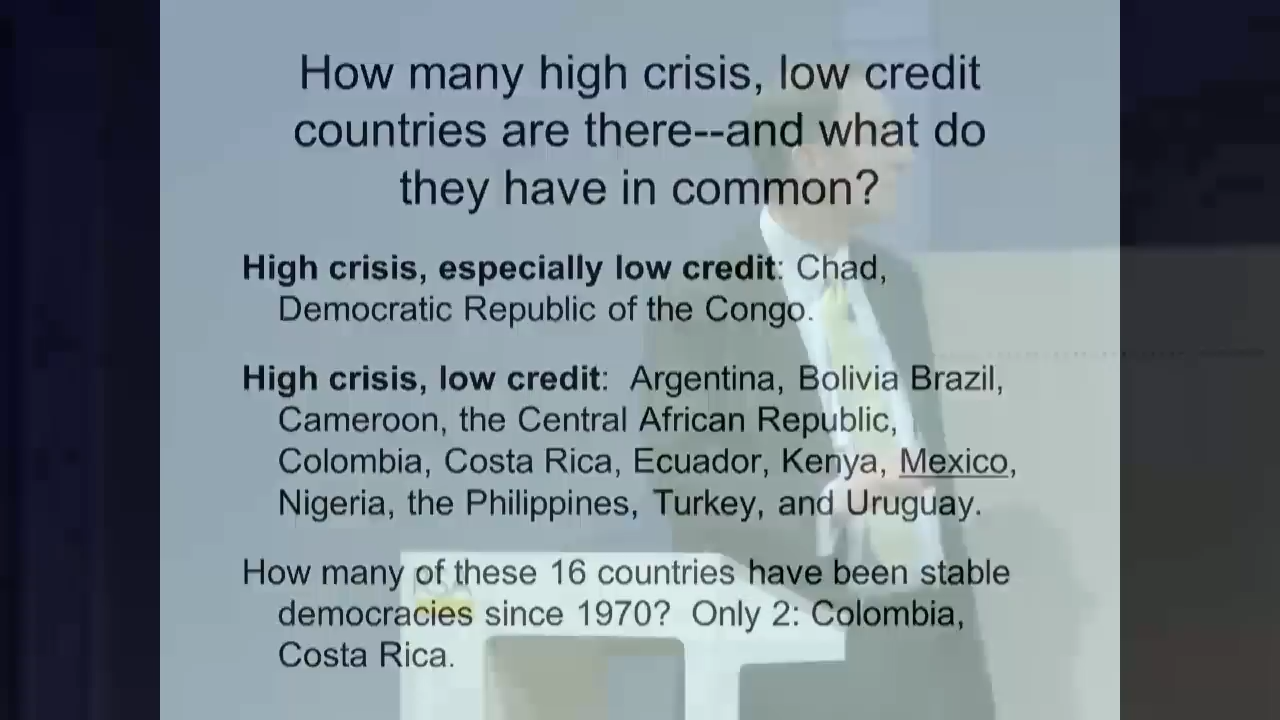 How many high crisis, low credit
countries are there--and what do
they have in common?
High crisis, especially low credit: Chad,
Democratic Republic of the Congo.
High crisis, low credit: Argentina, Bolivia Brazil,
Cameroon, the Central African Republic,
Colombia, Costa Rica, Ecuador, Kenya, Mexico,
Nigeria, the Philippines, Turkey, and Uruguay.
How many of these 16 countries have been stable
democracies since 1970? Only 2: Colombia,
Costa Rica.